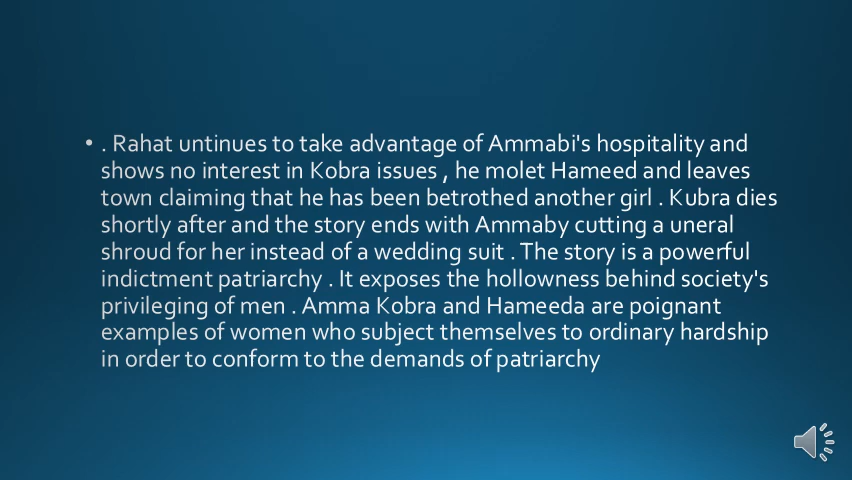 • . Rahat untinues to take advantage of Ammabi's hospitality and
shows no interest in Kobra issues , he molet Hameed and leaves
town claiming that he has been betrothed another girl . Kubra dies
shortly after and the story ends with Ammaby cutting a uneral
shroud for her instead of a wedding suit . The story is a powerful
indictment patriarchy . It exposes the hollowness behind society's
privileging of men . Amma Kobra and Hameeda are poignant
examples of women who subject themselves to ordinary hardship
in order to conform to the demands of patriarchy